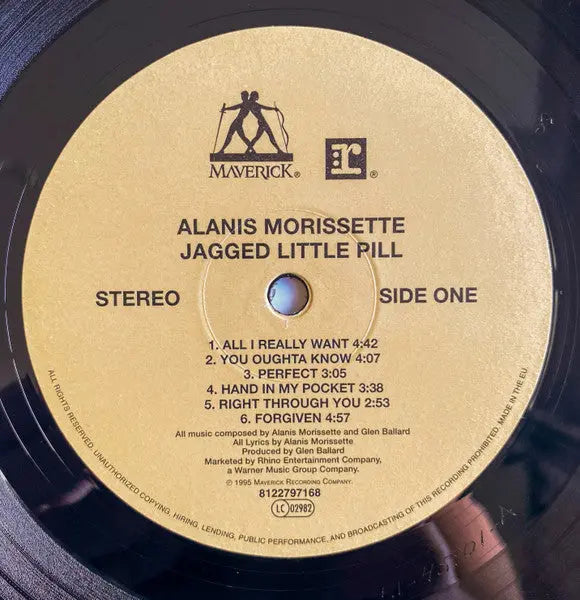 MAVERICK®
r®
ALANIS MORISSETTE
JAGGED LITTLE PILL
STEREO
SIDE ONE
1. ALL I REALLY WANT 4:42
2. YOU OUGHTA KNOW 4:07
3. PERFECT 3:05
4. HAND IN MY POCKET 3:38
5. RIGHT THROUGH YOU 2:53
6. FORGIVEN 4:57
All music composed by Alanis Morissette and Glen Ballard
All Lyrics by Alanis Morissette
Produced by Glen Ballard
Marketed by Rhino Entertainment Company,
a Warner Music Group Company.
℗ 1995 MAVERICK RECORDING COMPANY.
8122797168
LC 02982
ALL RIGHTS RESERVED. UNAUTHORIZED COPYING, HIRING, LENDING, PUBLIC PERFORMANCE, AND BROADCASTING OF THIS RECORDING PROHIBITED. MADE IN THE EU.